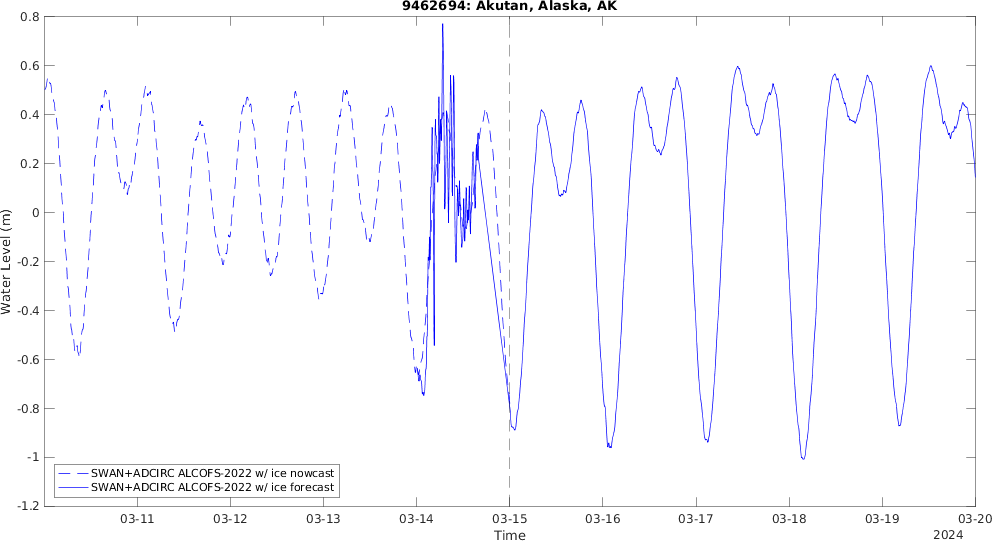 9462694: Akutan, Alaska, AK
0.8
0.6
0.4
0.2
0
-0.2
-0.4
-0.6
-0.8
-1
-1.2
Water Level (m)
SWAN+ADCIRC ALCOFS-2022 w/ ice nowcast
SWAN+ADCIRC ALCOFS-2022 w/ ice forecast
03-11 03-12 03-13 03-14 03-15 03-16 03-17 03-18 03-19 03-20
Time
2024